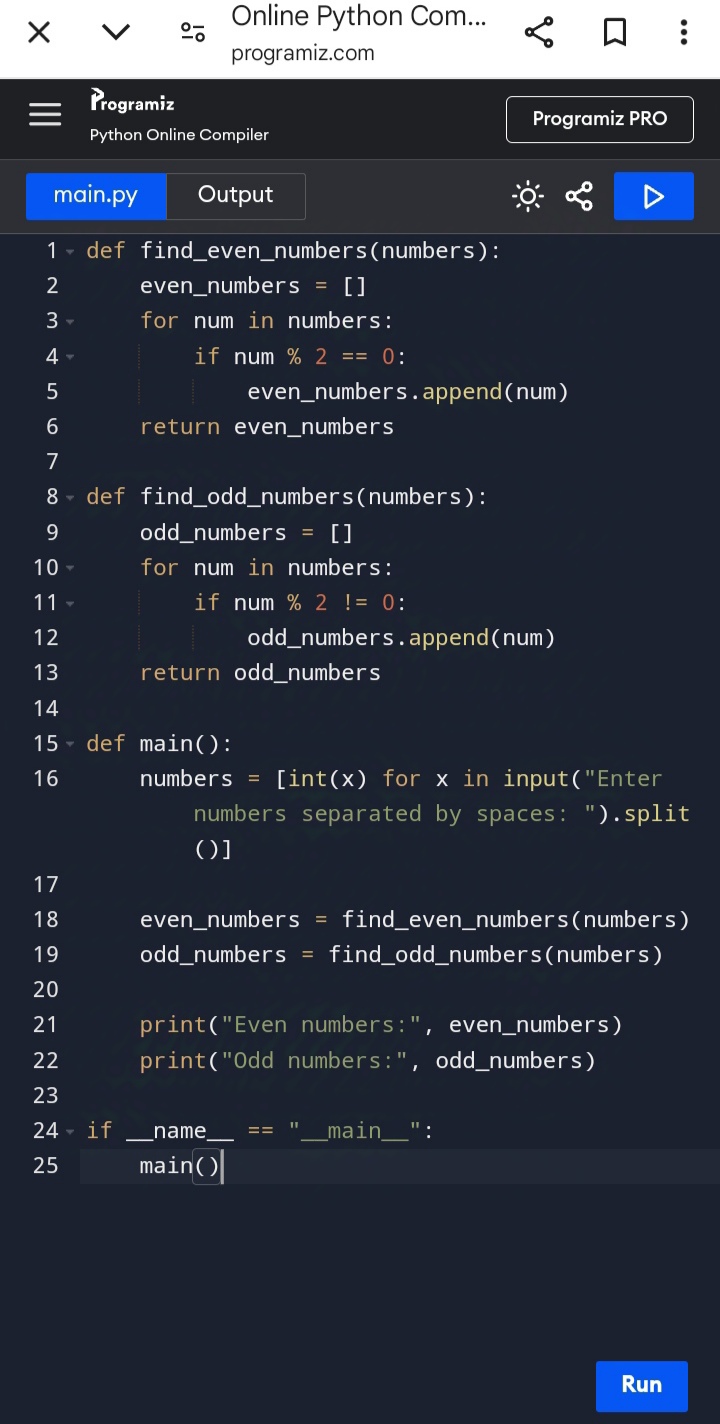 Online Python Com...
programiz.com
Programiz
Python Online Compiler
Programiz PRO
main.py
Output
1 def find_even_numbers(numbers):
2     even_numbers = []
3     for num in numbers:
4         if num % 2 == 0:
5             even_numbers.append(num)
6     return even_numbers
7
8 def find_odd_numbers(numbers):
9     odd_numbers = []
10     for num in numbers:
11         if num % 2 != 0:
12             odd_numbers.append(num)
13     return odd_numbers
14
15 def main():
16     numbers = [int(x) for x in input("Enter
numbers separated by spaces: ").split
()]
17
18     even_numbers = find_even_numbers(numbers)
19     odd_numbers = find_odd_numbers(numbers)
20
21     print("Even numbers:", even_numbers)
22     print("Odd numbers:", odd_numbers)
23
24 if __name__ == "__main__":
25     main()
Run